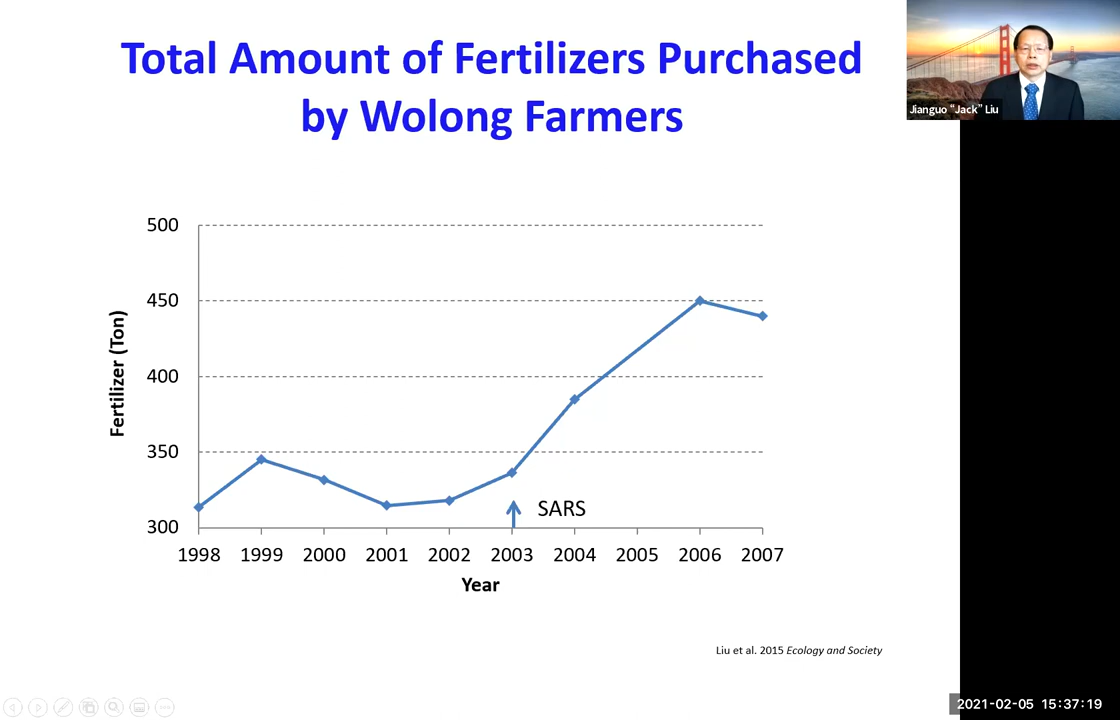 Total Amount of Fertilizers Purchased
by Wolong Farmers
Jianguo "Jack" Liu
500
450
400
350
300
Fertilizer (Ton)
SARS
1998 1999 2000 2001 2002 2003 2004 2005 2006 2007
Year
Liu et al. 2015 Ecology and Society
2021-02-05 15:37:19